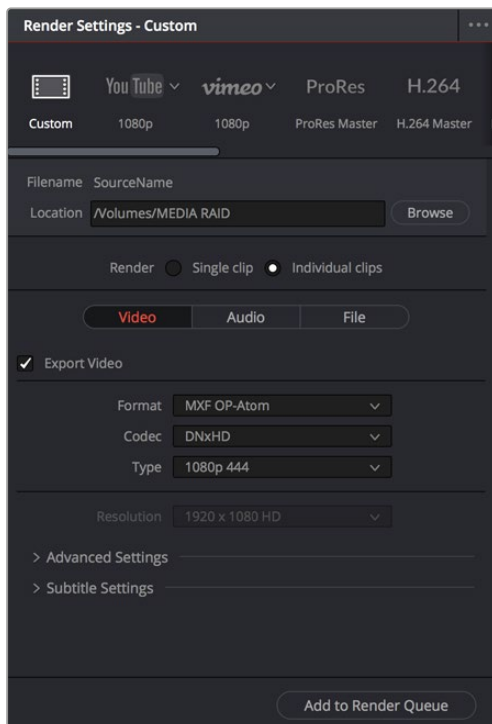 Render Settings - Custom
YouTube vimeo ProRes H.264
Custom 1080p 1080p ProRes Master H.264 Master
Filename SourceName
Location /Volumes/MEDIA RAID Browse
Render Single clip Individual clips
Video Audio File
Export Video
Format MXF OP-Atom
Codec DNxHD
Type 1080p 444
Resolution 1920 x 1080 HD
> Advanced Settings
> Subtitle Settings
Add to Render Queue